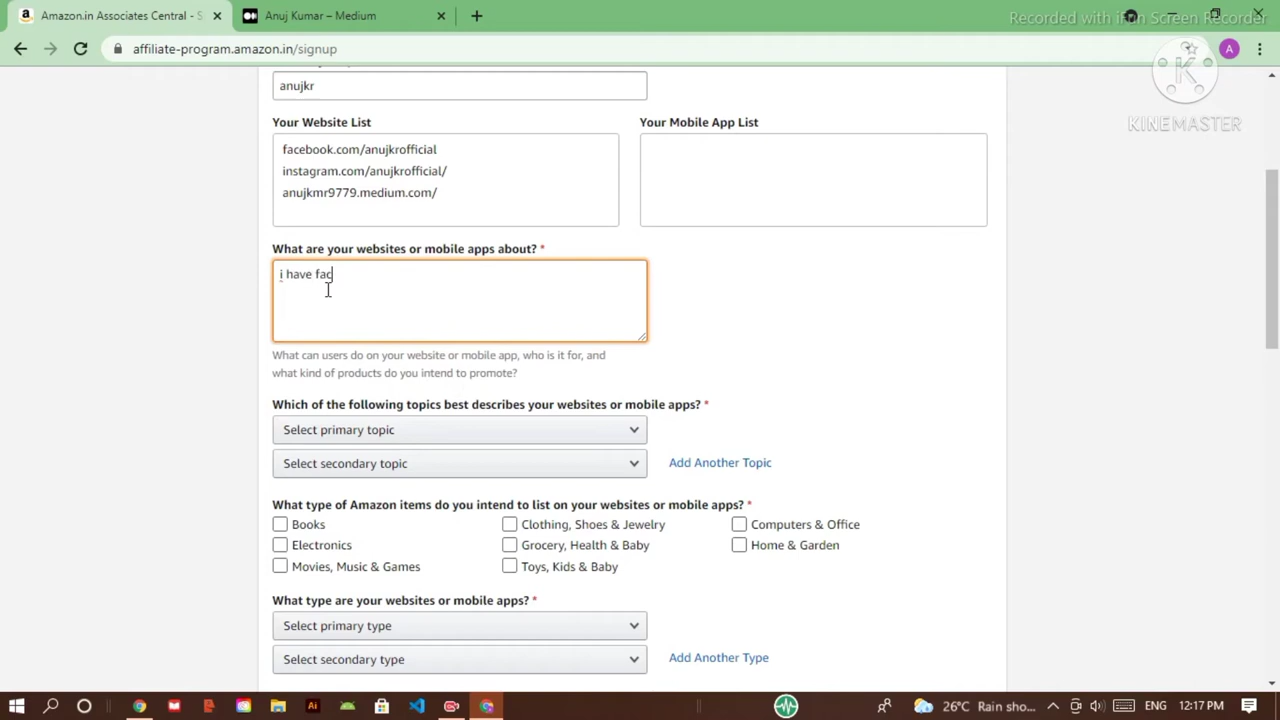 Amazon.in Associates Central - S
Anuj Kumar – Medium
Recorded with iFun Screen Recorder
affiliate-program.amazon.in/signup
A
K
KINEMASTER
anujkr
Your Website List
Your Mobile App List
facebook.com/anujkrofficial
instagram.com/anujkrofficial/
anujkmr9779.medium.com/
What are your websites or mobile apps about? *
i have fac
What can users do on your website or mobile app, who is it for, and
what kind of products do you intend to promote?
Which of the following topics best describes your websites or mobile apps? *
Select primary topic
Select secondary topic
Add Another Topic
What type of Amazon items do you intend to list on your websites or mobile apps? *
Books
Clothing, Shoes & Jewelry
Computers & Office
Electronics
Grocery, Health & Baby
Home & Garden
Movies, Music & Games
Toys, Kids & Baby
What type are your websites or mobile apps? *
Select primary type
Select secondary type
Add Another Type
Ai
26°C Rain sho...
ENG
12:17 PM